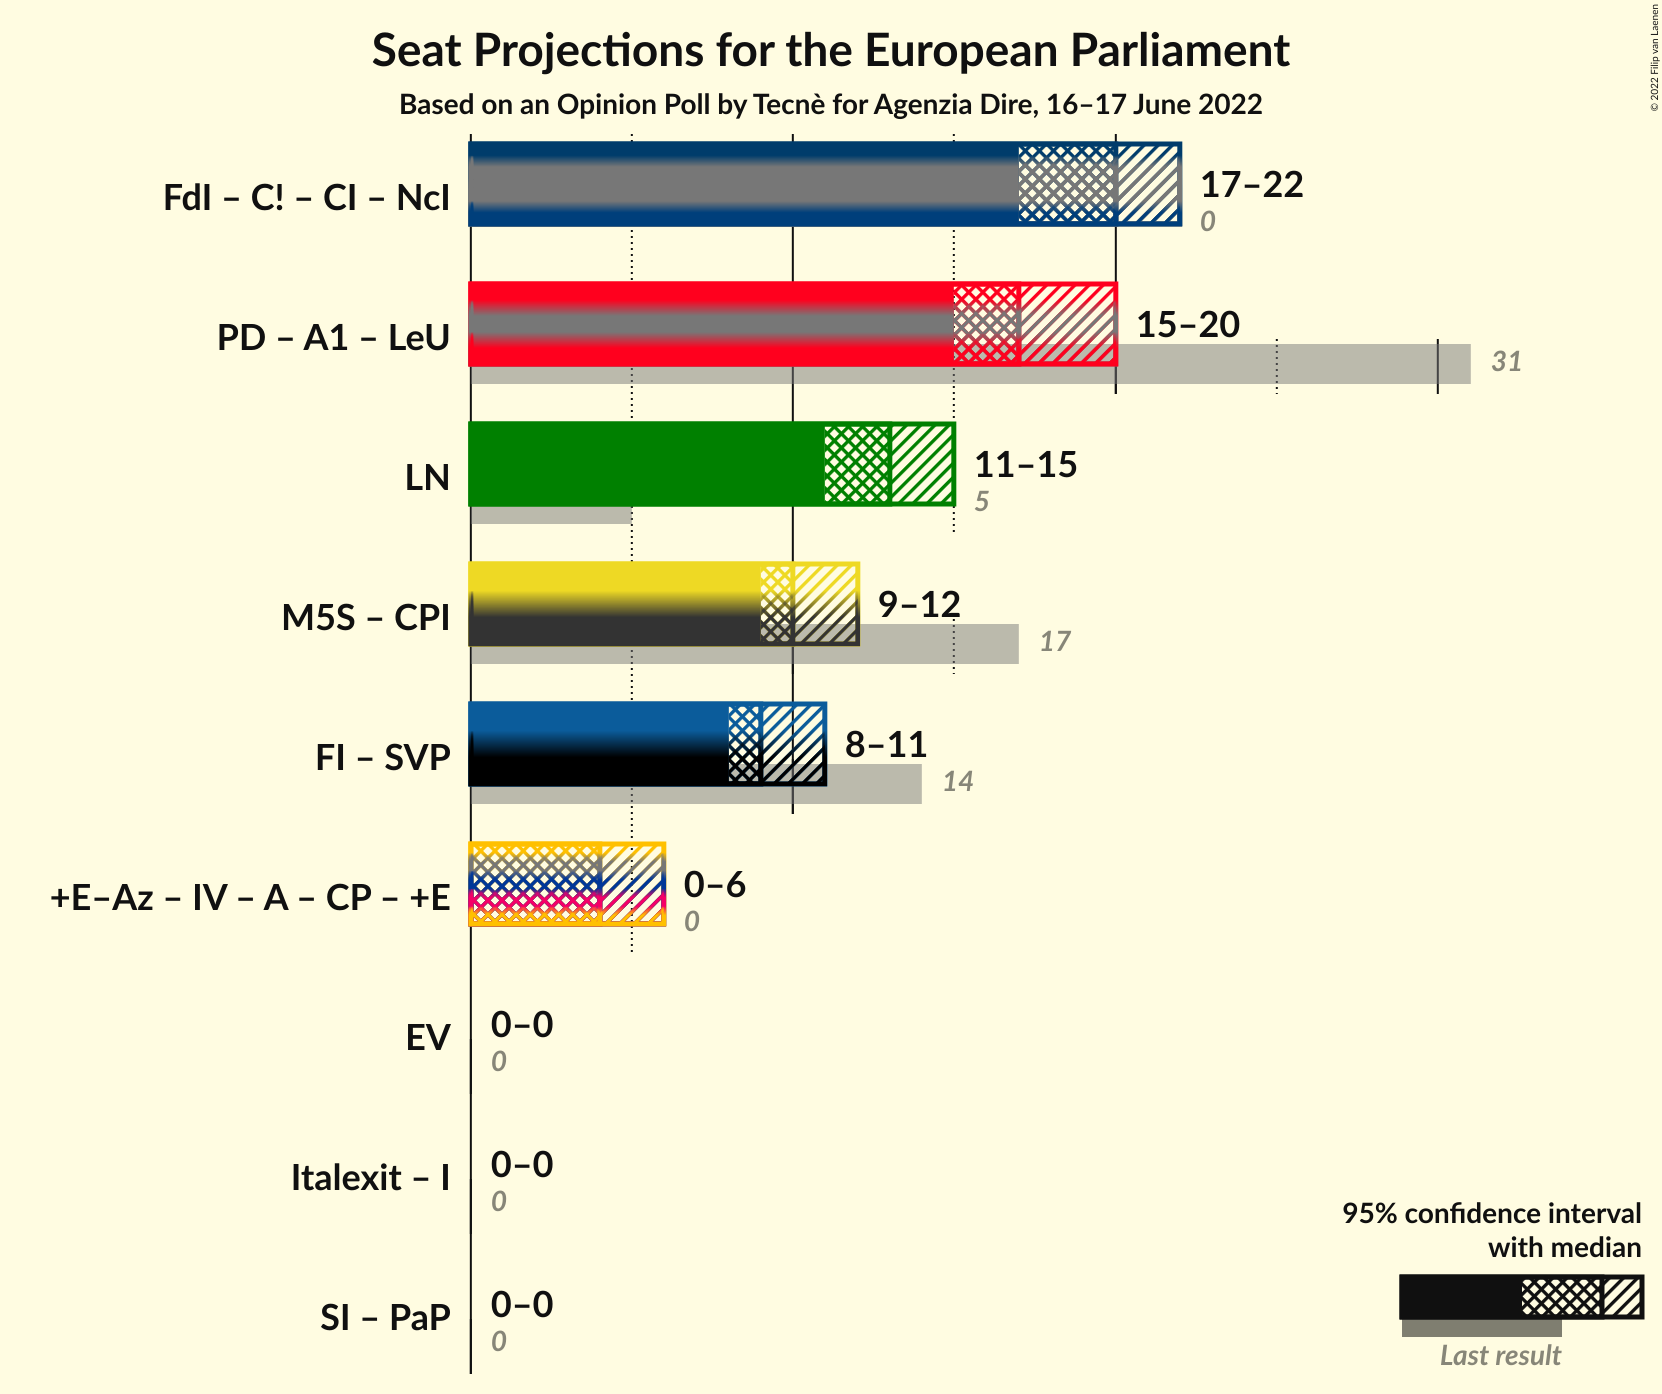 Seat Projections for the European Parliament
Based on an Opinion Poll by Tecnè for Agenzia Dire, 16–17 June 2022
© 2022 Filip van Laenen
FdI – C! – CI – NcI
17–22
0
PD – A1 – LeU
15–20
31
LN
11–15
5
M5S – CPI
9–12
17
FI – SVP
8–11
14
+E–Az – IV – A – CP – +E
0–6
0
EV
0–0
0
Italexit – I
0–0
0
SI – PaP
0–0
0
95% confidence interval
with median
Last result